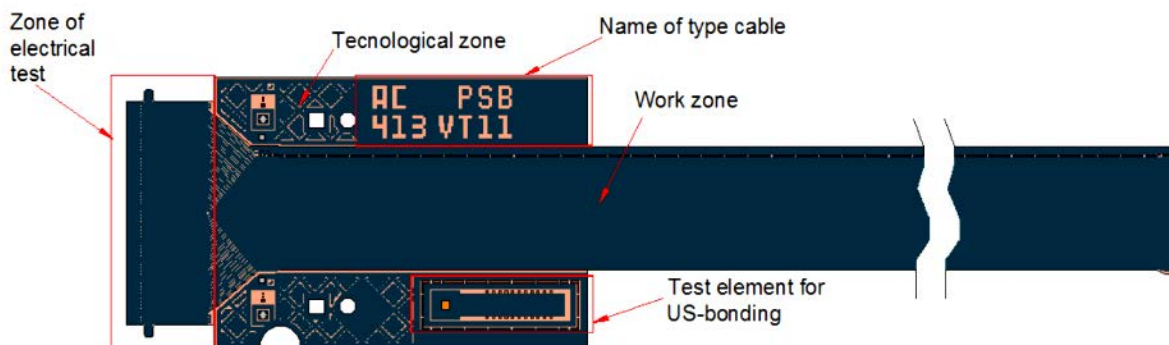 Zone of
electrical
test
Tecnological zone
Name of type cable
AC PSB
413 VT11
Work zone
Test element for
US-bonding